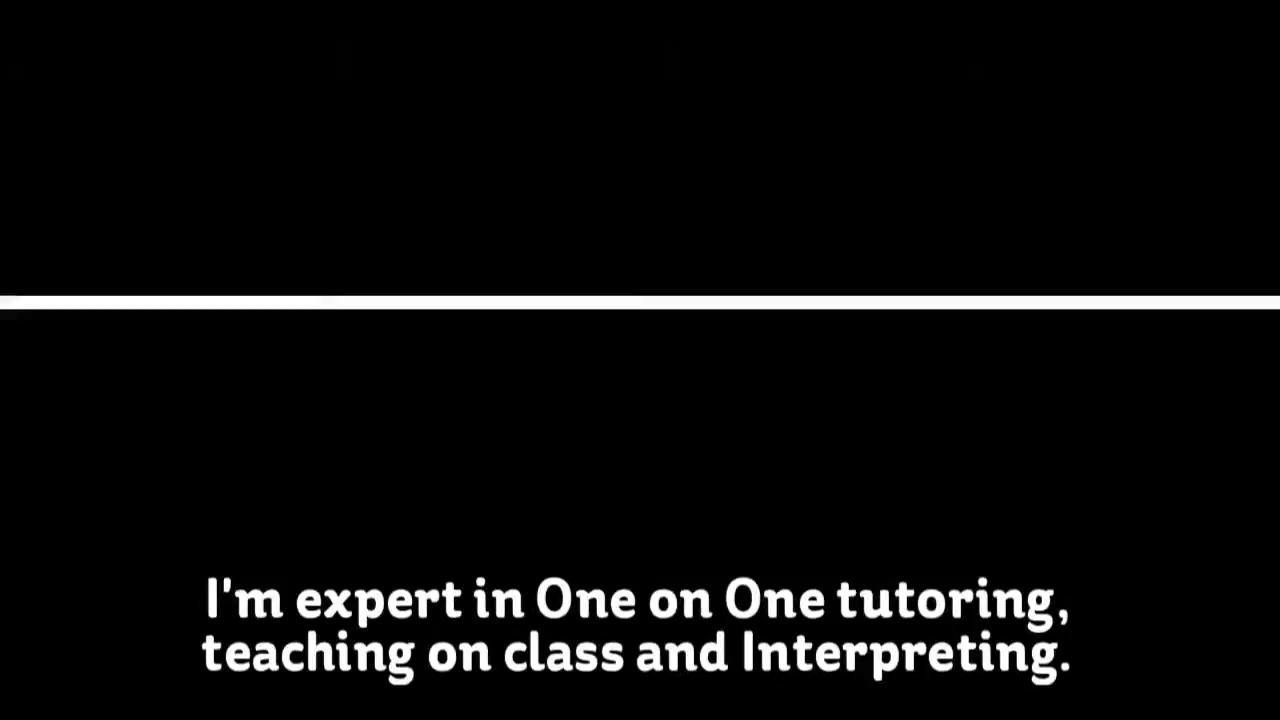 I'm expert in One on One tutoring,
teaching on class and Interpreting.